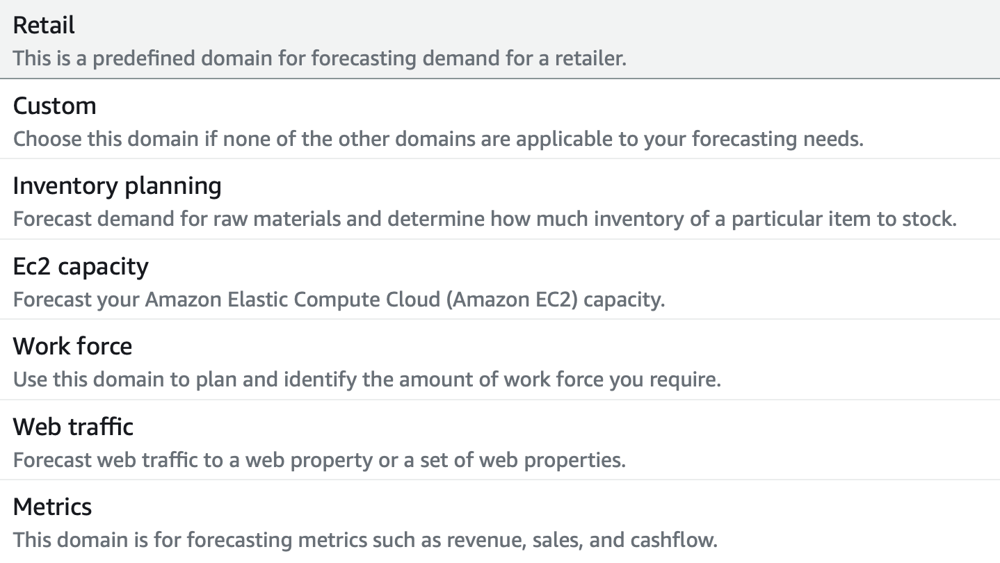 Retail
This is a predefined domain for forecasting demand for a retailer.
Custom
Choose this domain if none of the other domains are applicable to your forecasting needs.
Inventory planning
Forecast demand for raw materials and determine how much inventory of a particular item to stock.
Ec2 capacity
Forecast your Amazon Elastic Compute Cloud (Amazon EC2) capacity.
Work force
Use this domain to plan and identify the amount of work force you require.
Web traffic
Forecast web traffic to a web property or a set of web properties.
Metrics
This domain is for forecasting metrics such as revenue, sales, and cashflow.